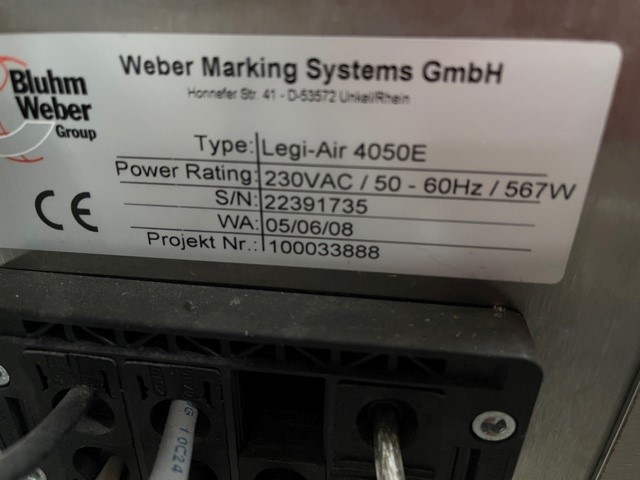 Bluhm
Weber
Group
Weber Marking Systems GmbH
Honnefer Str. 41 - D-53572 Unkel/Rhein
Type: Legi-Air 4050E
Power Rating: 230VAC / 50 - 60Hz / 567W
S/N: 22391735
WA: 05/06/08
Projekt Nr.: 100033888
CE
10C24